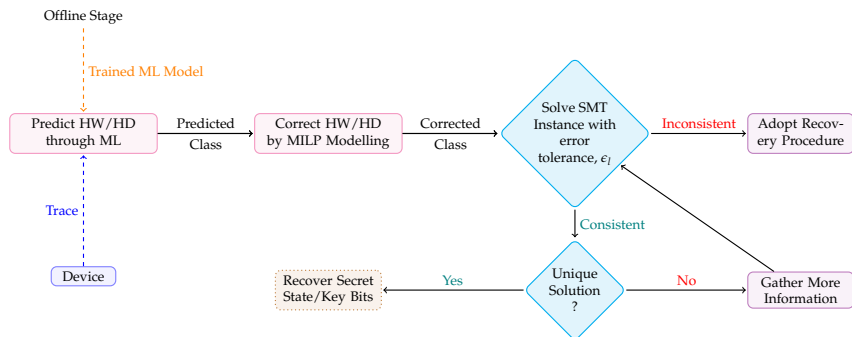 Offline Stage
Trained ML Model
Predict HW/HD
through ML
Predicted
Class
Correct HW/HD
by MILP Modelling
Corrected
Class
Solve SMT
Instance with
error
tolerance, ϵl
Inconsistent
Adopt Recov-
ery Procedure
Trace
Consistent
Device
Recover Secret
State/Key Bits
Yes
Unique
Solution
?
No
Gather More
Information